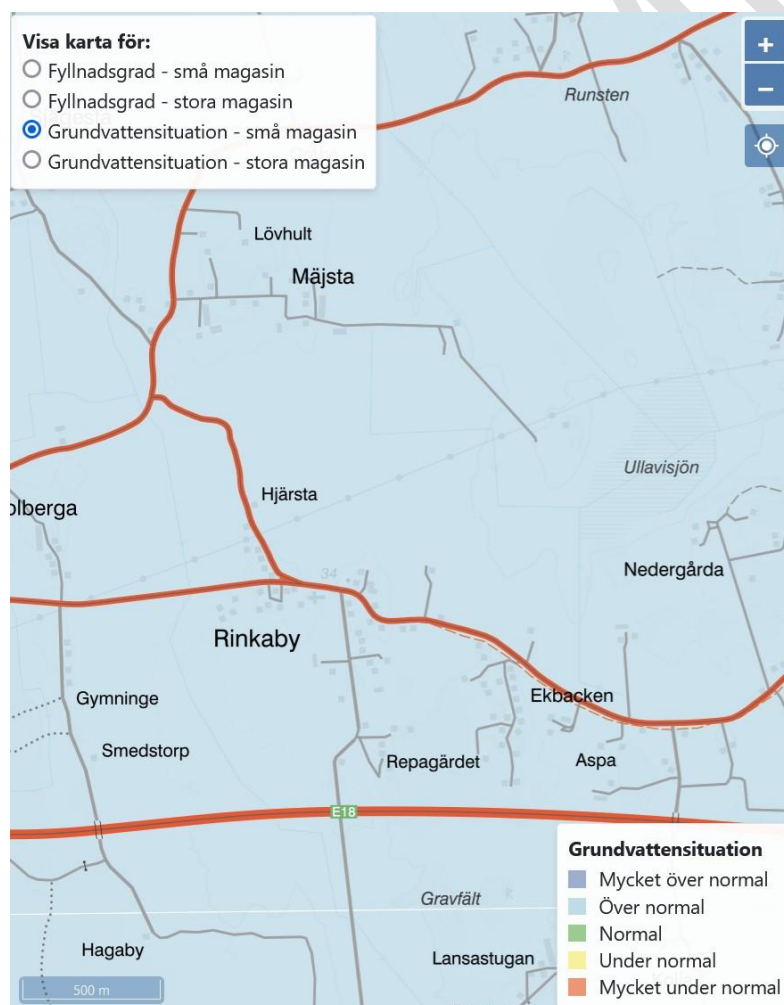 Visa karta för:
Fyllnadsgrad - små magasin
Fyllnadsgrad - stora magasin
Grundvattensituation - små magasin
Grundvattensituation - stora magasin
+
−
Runsten
Lövhult
Mäjsta
Ullavisjön
Hjärsta
olberga
Nedergårda
34
Rinkaby
Gymninge
Ekbacken
Smedstorp
Repagärdet
Aspa
E18
Gravfält
Hagaby
Lansastugan
500 m
Grundvattensituation
Mycket över normal
Över normal
Normal
Under normal
Mycket under normal